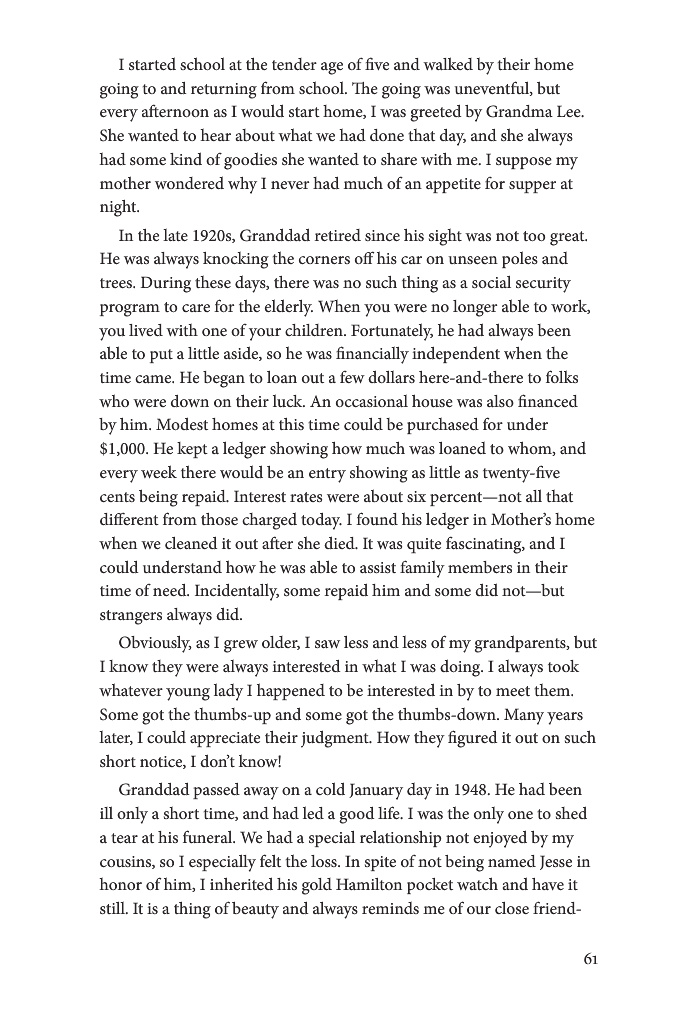 I started school at the tender age of five and walked by their home
going to and returning from school. The going was uneventful, but
every afternoon as I would start home, I was greeted by Grandma Lee.
She wanted to hear about what we had done that day, and she always
had some kind of goodies she wanted to share with me. I suppose my
mother wondered why I never had much of an appetite for supper at
night.
In the late 1920s, Granddad retired since his sight was not too great.
He was always knocking the corners off his car on unseen poles and
trees. During these days, there was no such thing as a social security
program to care for the elderly. When you were no longer able to work,
you lived with one of your children. Fortunately, he had always been
able to put a little aside, so he was financially independent when the
time came. He began to loan out a few dollars here-and-there to folks
who were down on their luck. An occasional house was also financed
by him. Modest homes at this time could be purchased for under
$1,000. He kept a ledger showing how much was loaned to whom, and
every week there would be an entry showing as little as twenty-five
cents being repaid. Interest rates were about six percent—not all that
different from those charged today. I found his ledger in Mother’s home
when we cleaned it out after she died. It was quite fascinating, and I
could understand how he was able to assist family members in their
time of need. Incidentally, some repaid him and some did not—but
strangers always did.
Obviously, as I grew older, I saw less and less of my grandparents, but
I know they were always interested in what I was doing. I always took
whatever young lady I happened to be interested in by to meet them.
Some got the thumbs-up and some got the thumbs-down. Many years
later, I could appreciate their judgment. How they figured it out on such
short notice, I don’t know!
Granddad passed away on a cold January day in 1948. He had been
ill only a short time, and had led a good life. I was the only one to shed
a tear at his funeral. We had a special relationship not enjoyed by my
cousins, so I especially felt the loss. In spite of not being named Jesse in
honor of him, I inherited his gold Hamilton pocket watch and have it
still. It is a thing of beauty and always reminds me of our close friend-
61